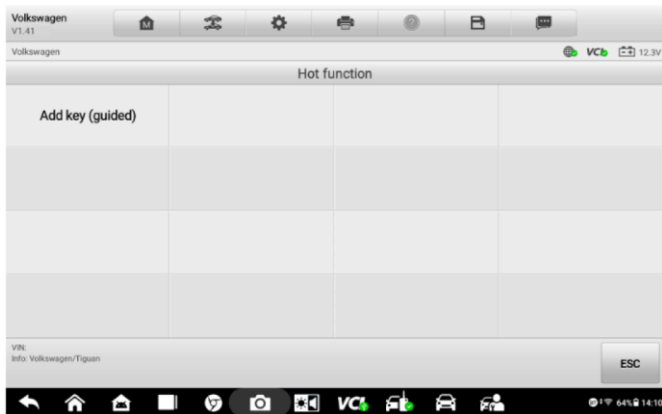 Volkswagen
V1.41
M
?
Volkswagen
VCI
12.3V
Hot function
Add key (guided)
VIN:
Info: Volkswagen/Tiguan
ESC
VCI
64% 14:10